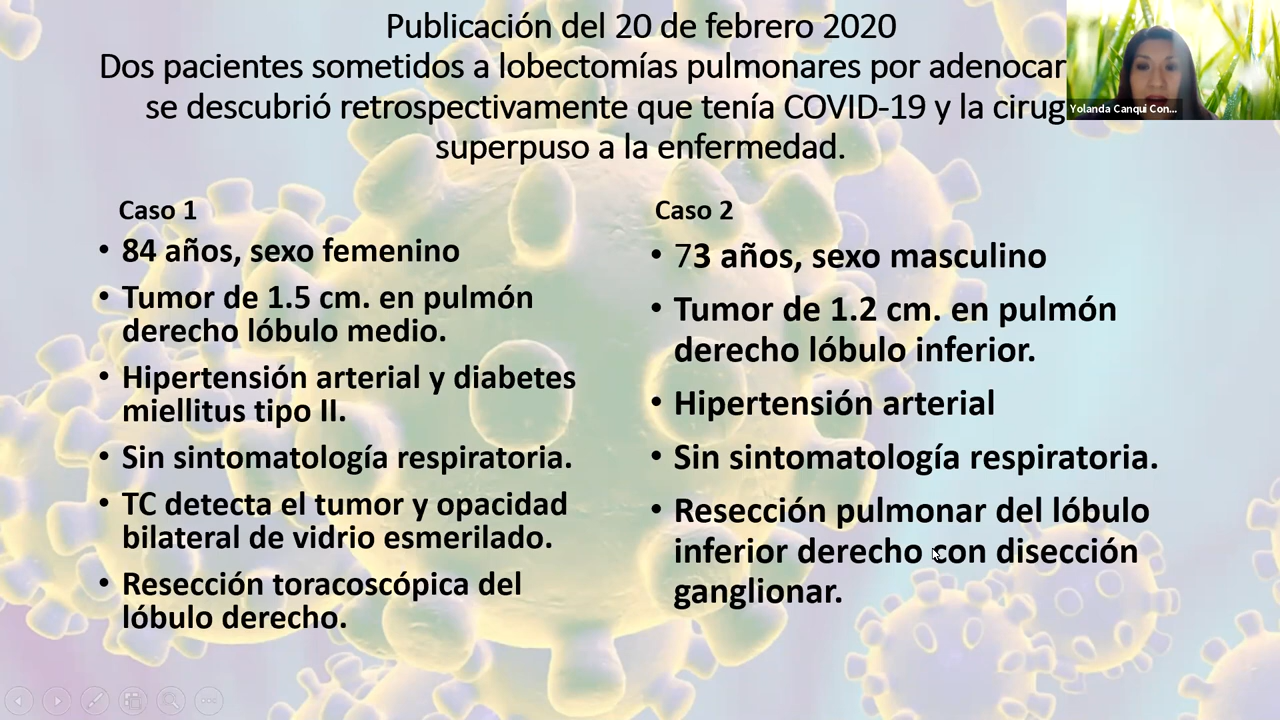 Publicación del 20 de febrero 2020
Dos pacientes sometidos a lobectomías pulmonares por
se descubrió retrospectivamente que tenía COVID-19 y la
superpuso a la enfermedad.
Yolanda Canqui Con...
Caso 1
• 84 años, sexo femenino
• Tumor de 1.5 cm. en pulmón
derecho lóbulo medio.
• Hipertensión arterial y diabetes
miellitus tipo II.
• Sin sintomatología respiratoria.
• TC detecta el tumor y opacidad
bilateral de vidrio esmerilado.
• Resección toracoscópica del
lóbulo derecho.
Caso 2
• 73 años, sexo masculino
• Tumor de 1.2 cm. en pulmón
derecho lóbulo inferior.
• Hipertensión arterial
• Sin sintomatología respiratoria.
• Resección pulmonar del lóbulo
inferior derecho con disección
ganglionar.